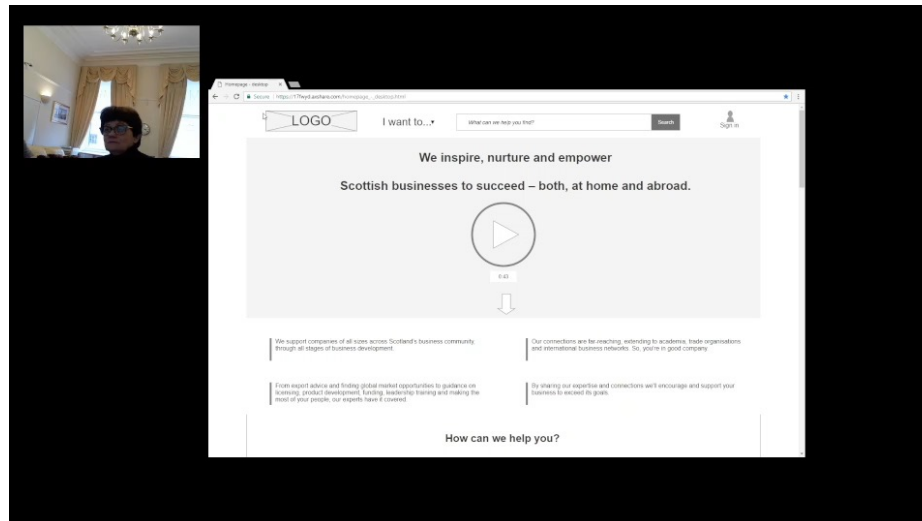 Homepage - desktop
Secure
LOGO
I want to...
What can we help you find?
Search
Sign in
We inspire, nurture and empower
Scottish businesses to succeed – both, at home and abroad.
0:45
We support companies of all sizes across Scotland's business community,
through all stages of business development.
Our connections are far-reaching, extending to academia, trade organisations
and international business networks. So, you're in good company.
From expert advice and finding global market opportunities to guidance on
licensing, product development, funding, leadership training and making the
most of your people, our experts have it covered.
By sharing our expertise and connections we'll encourage and support your
business to exceed its goals.
How can we help you?